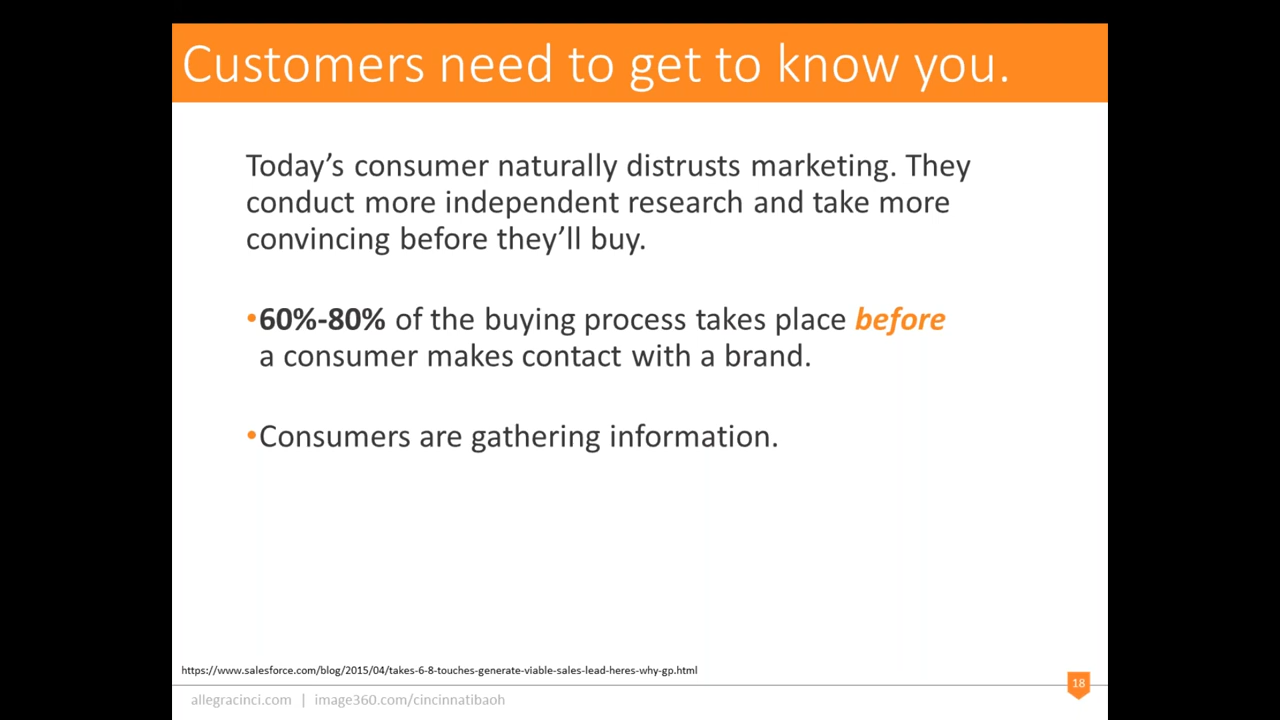 Customers need to get to know you.
Today’s consumer naturally distrusts marketing. They
conduct more independent research and take more
convincing before they’ll buy.
•60%-80% of the buying process takes place before
a consumer makes contact with a brand.
•Consumers are gathering information.
https://www.salesforce.com/blog/2015/04/takes-6-8-touches-generate-viable-sales-lead-heres-why-gp.html
allegracinci.com | image360.com/cincinnatibaoh
18